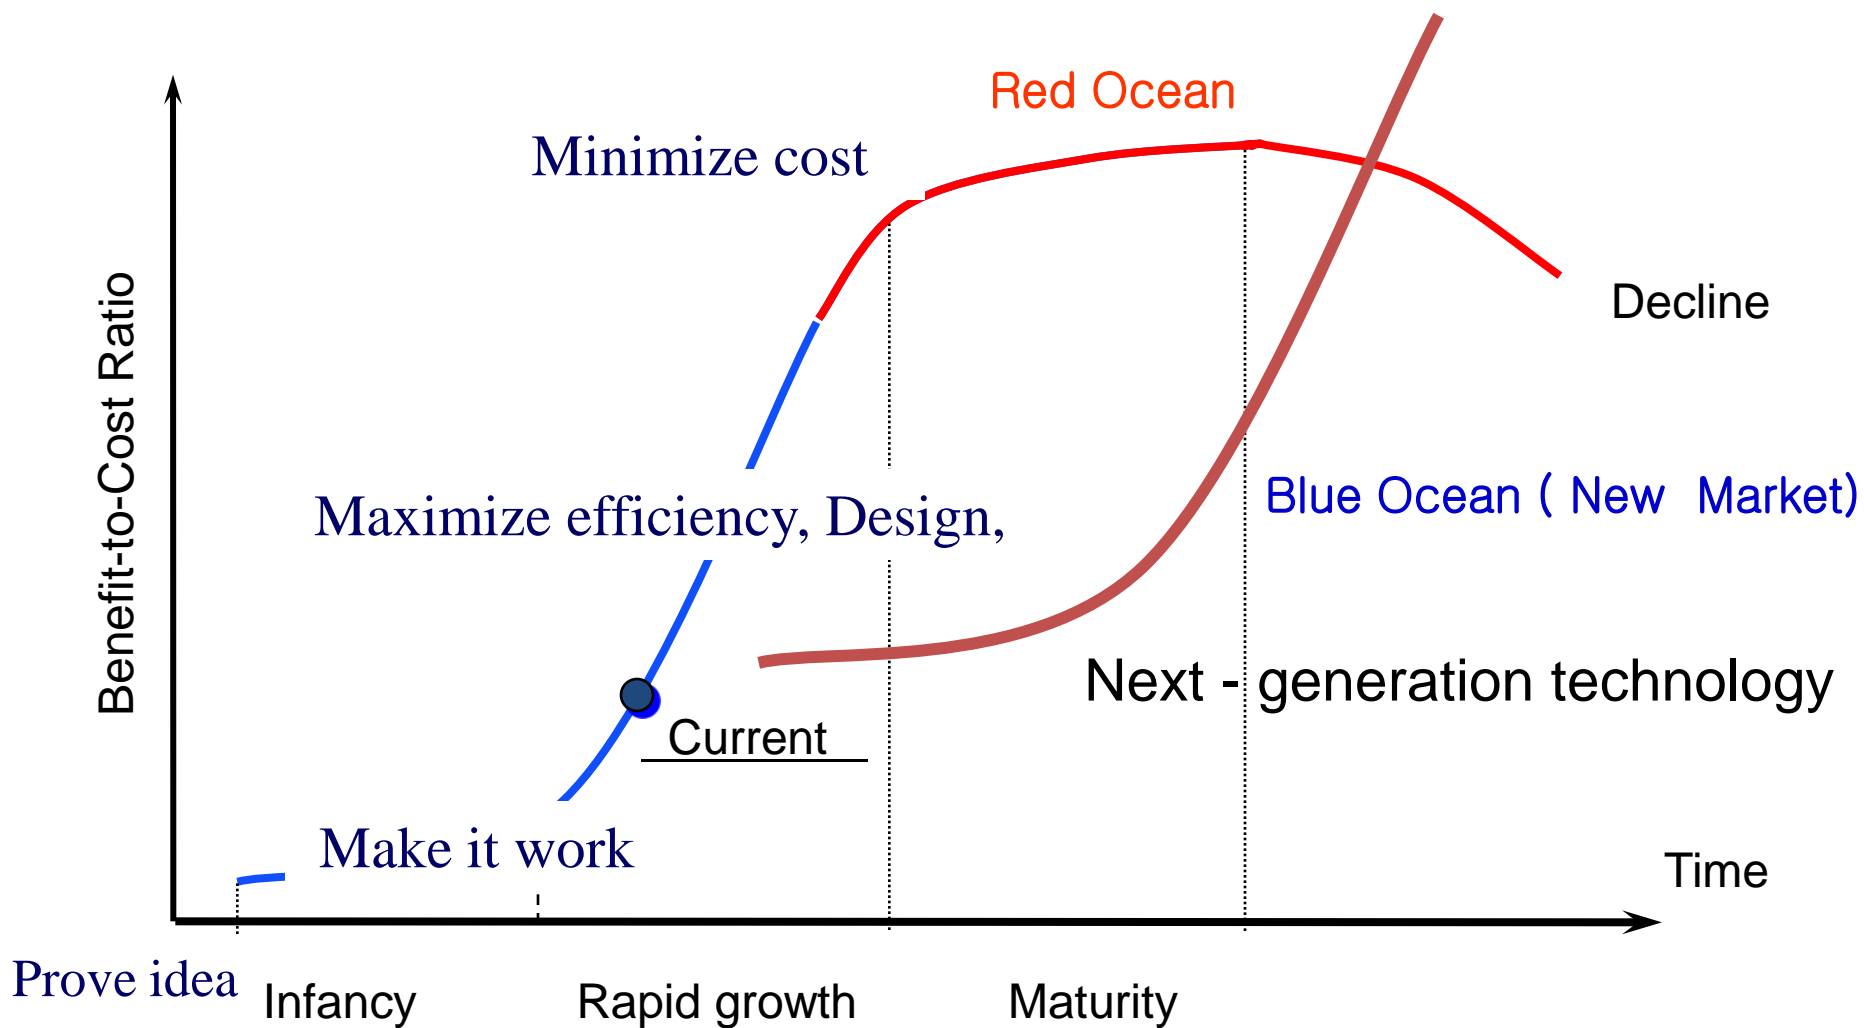 Red Ocean
Minimize cost
Decline
Benefit-to-Cost Ratio
Maximize efficiency, Design,
Blue Ocean ( New Market)
Next - generation technology
Current
Make it work
Time
Prove idea
Infancy
Rapid growth
Maturity